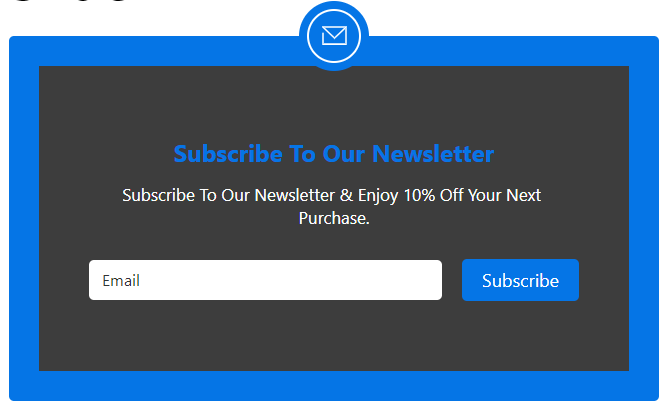 Subscribe To Our Newsletter
Subscribe To Our Newsletter & Enjoy 10% Off Your Next
Purchase.
Email
Subscribe